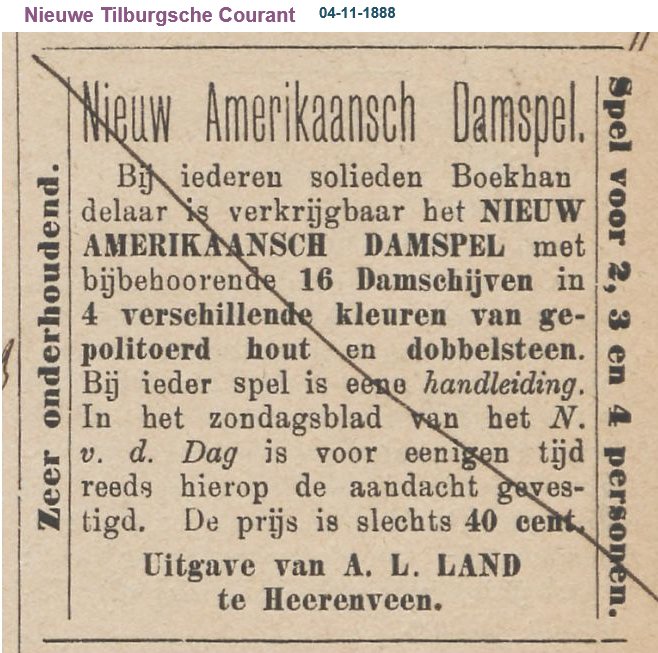 Nieuwe Tilburgsche Courant 04-11-1888
Zeer onderhoudend.
Nieuw Amerikaansch Damspel.
Bij iederen solieden Boekhan
delaar is verkrijgbaar het NIEUW
AMERIKAANSCH DAMSPEL met
bijbehoorende 16 Damschijven in
4 verschillende kleuren van ge-
politoerd hout en dobbelsteen.
Bij ieder spel is eene handleiding.
In het zondagsblad van het N.
v. d. Dag is voor eenigen tijd
reeds hierop de aandacht geves-
tigd. De prijs is slechts 40 cent.
Uitgave van A. L. LAND
te Heerenveen.
Spel voor 2, 3 en 4 personen.